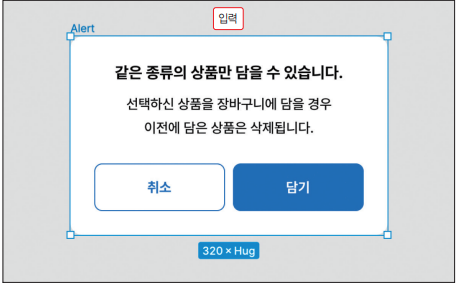 입력
Alert
같은 종류의 상품만 담을 수 있습니다.
선택하신 상품을 장바구니에 담을 경우
이전에 담은 상품은 삭제됩니다.
취소
담기
320 × Hug